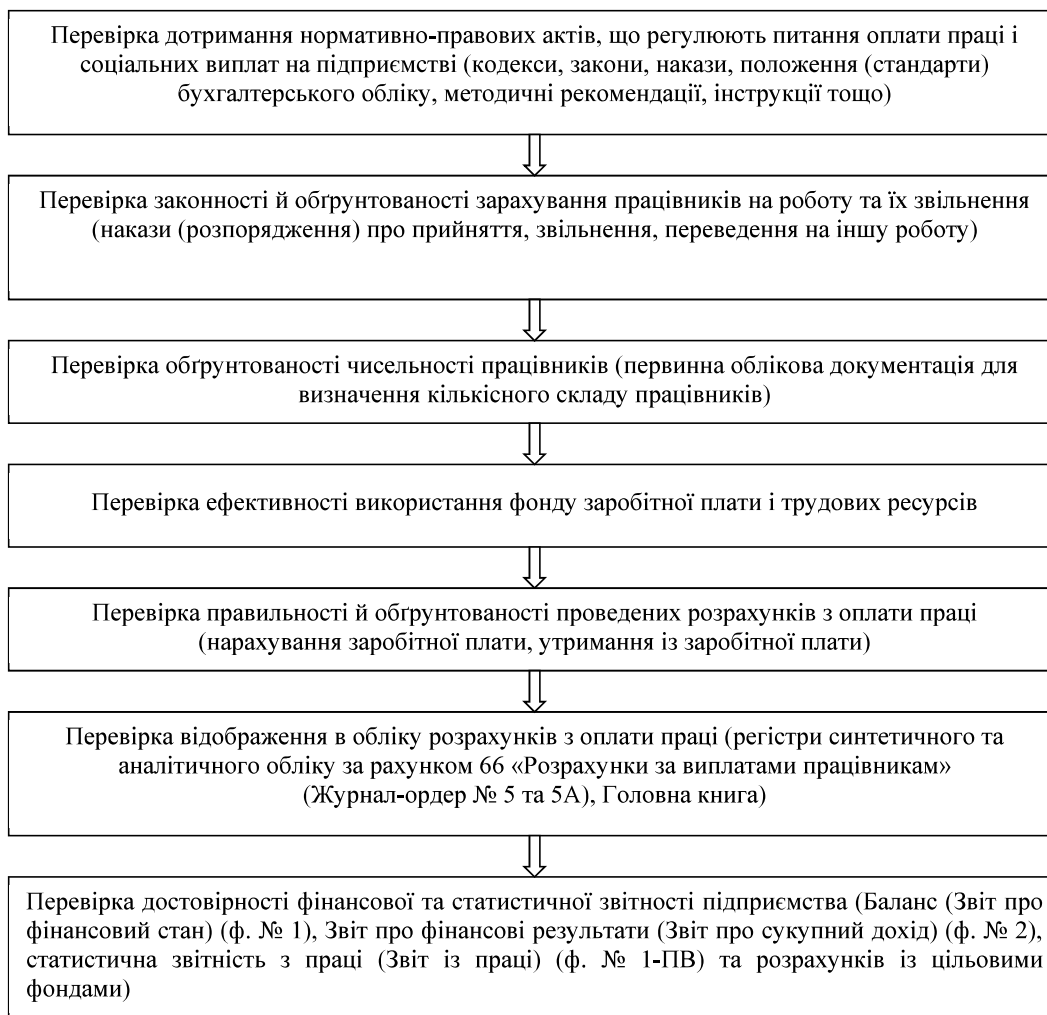 Перевірка дотримання нормативно-правових актів, що регулюють питання оплати праці і
соціальних виплат на підприємстві (кодекси, закони, накази, положення (стандарти)
бухгалтерського обліку, методичні рекомендації, інструкції тощо)
Перевірка законності й обґрунтованості зарахування працівників на роботу та їх звільнення
(накази (розпорядження) про прийняття, звільнення, переведення на іншу роботу)
Перевірка обґрунтованості чисельності працівників (первинна облікова документація для
визначення кількісного складу працівників)
Перевірка ефективності використання фонду заробітної плати і трудових ресурсів
Перевірка правильності й обґрунтованості проведених розрахунків з оплати праці
(нарахування заробітної плати, утримання із заробітної плати)
Перевірка відображення в обліку розрахунків з оплати праці (регістри синтетичного та
аналітичного обліку за рахунком 66 «Розрахунки за виплатами працівникам»
(Журнал-ордер № 5 та 5А), Головна книга)
Перевірка достовірності фінансової та статистичної звітності підприємства (Баланс (Звіт про
фінансовий стан) (ф. № 1), Звіт про фінансові результати (Звіт про сукупний дохід) (ф. № 2),
статистична звітність з праці (Звіт із праці) (ф. № 1-ПВ) та розрахунків із цільовими
фондами)